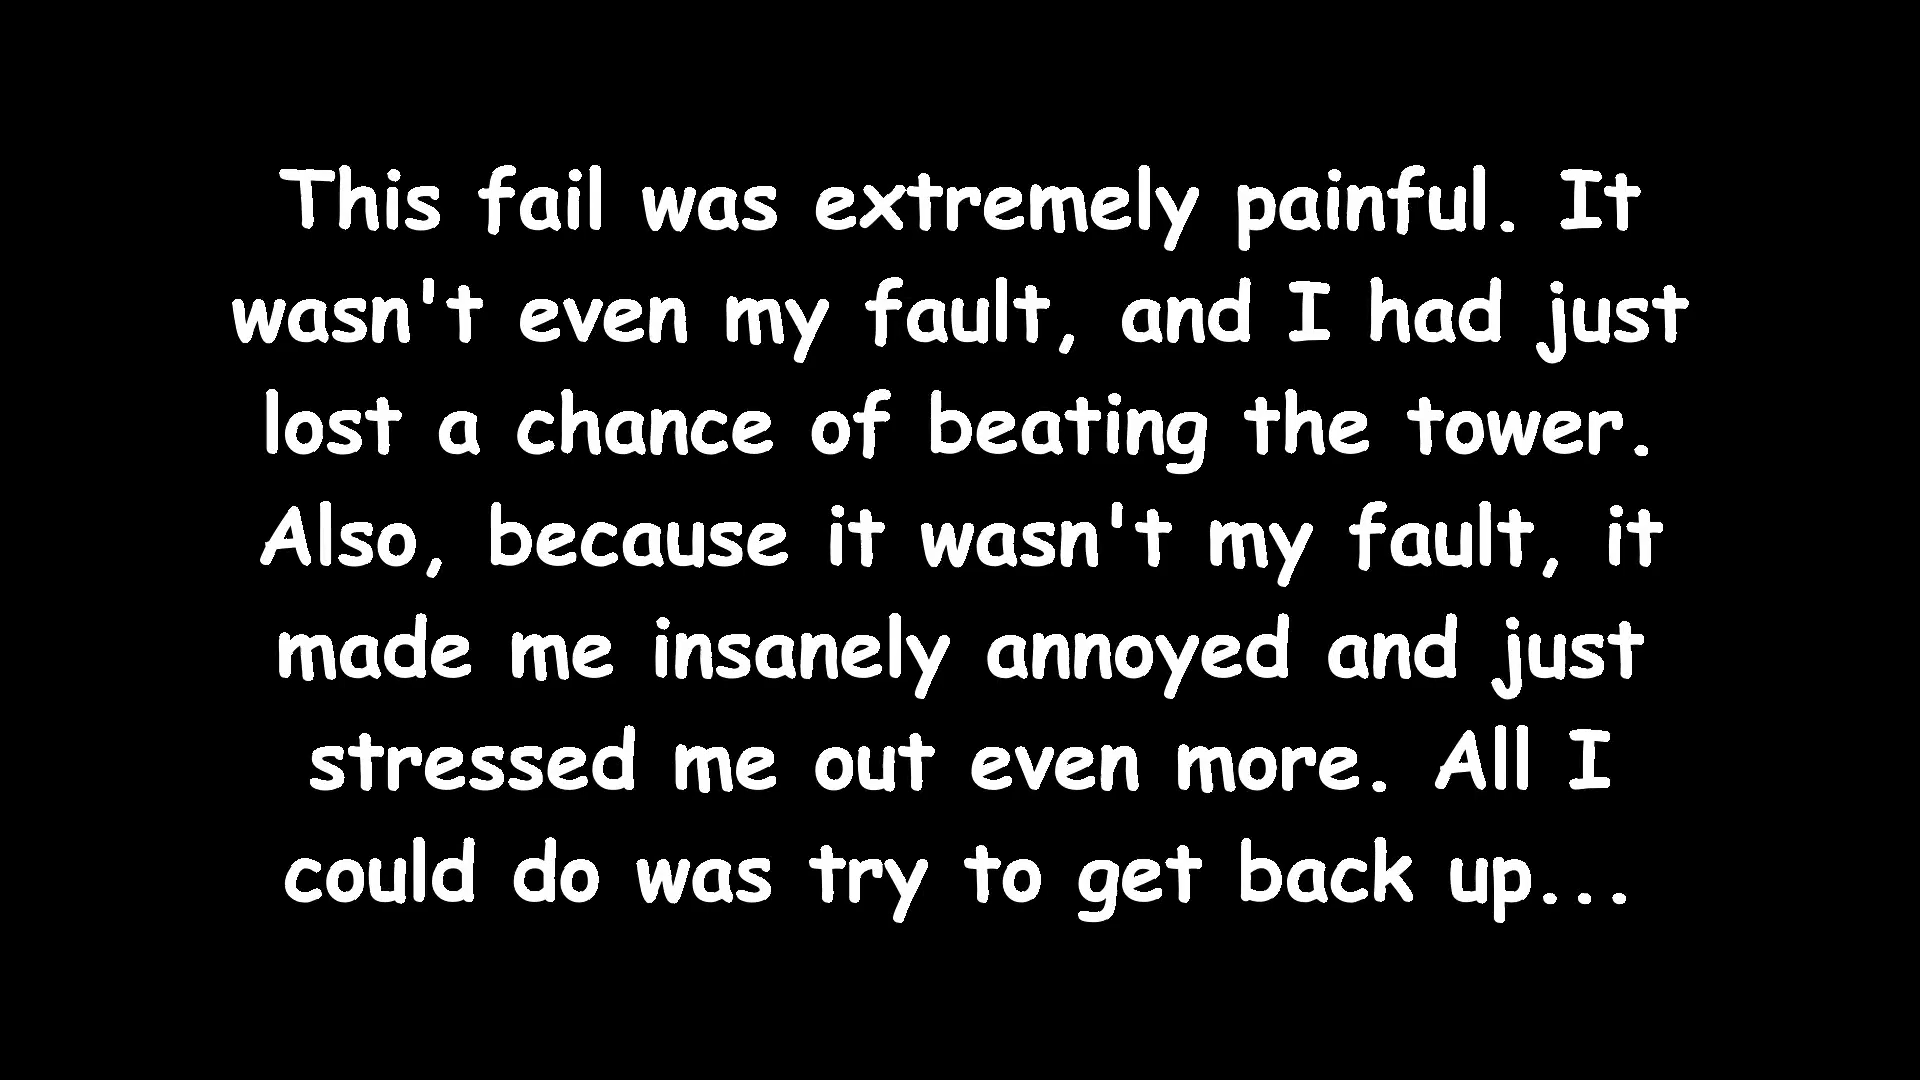 This fail was extremely painful. It
wasn't even my fault, and I had just
lost a chance of beating the tower.
Also, because it wasn't my fault, it
made me insanely annoyed and just
stressed me out even more. All I
could do was try to get back up...